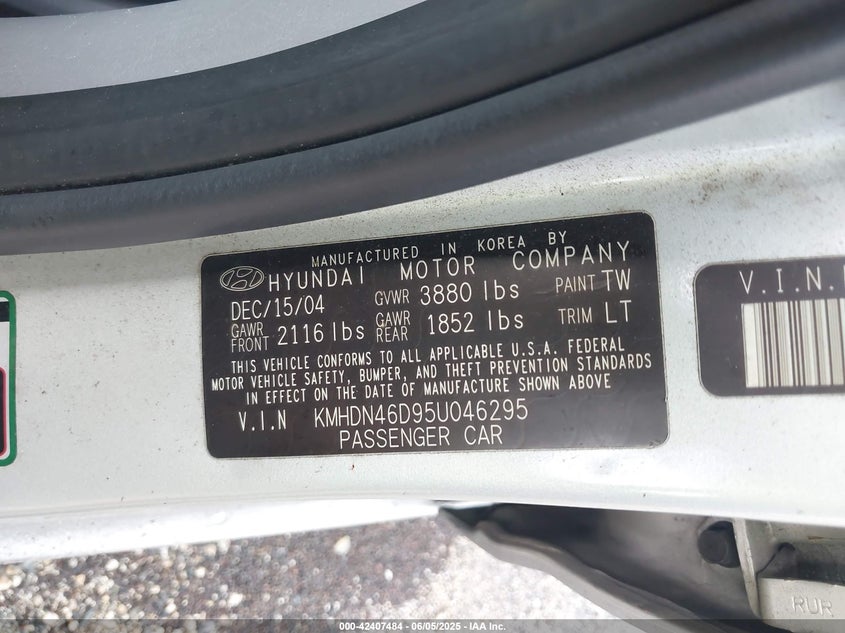 MANUFACTURED IN KOREA BY
HYUNDAI MOTOR COMPANY
DEC/15/04 GVWR 3880 lbs PAINT TW
GAWR FRONT 2116 lbs GAWR REAR 1852 lbs TRIM LT
THIS VEHICLE CONFORMS TO ALL APPLICABLE U.S.A. FEDERAL
MOTOR VEHICLE SAFETY, BUMPER, AND THEFT PREVENTION STANDARDS
IN EFFECT ON THE DATE OF MANUFACTURE SHOWN ABOVE
V.I.N KMHDN46D95U046295
PASSENGER CAR
V.I.N.
RUR
000-42407484 - 06/05/2025 - IAAI.COM